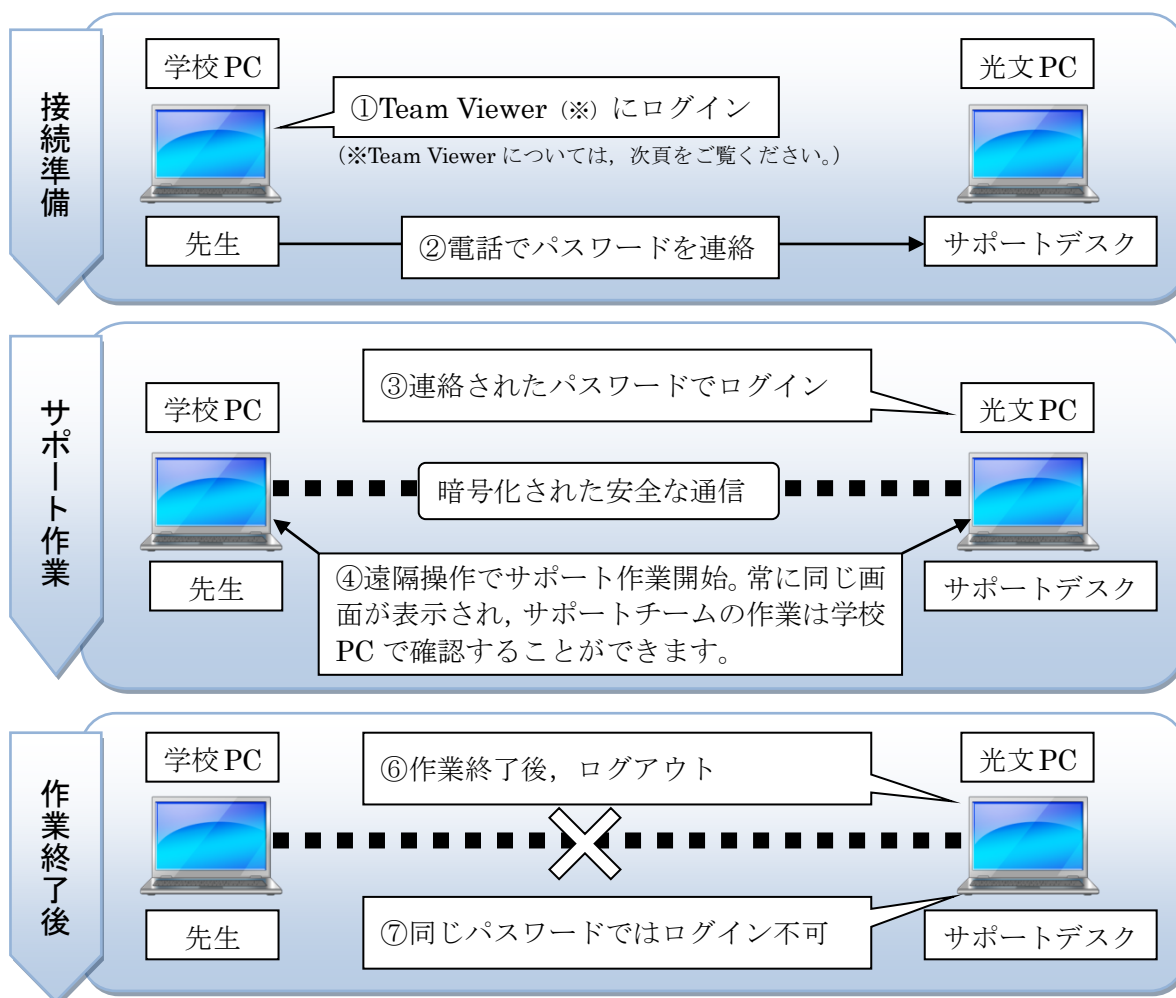 接続準備
学校PC
光文PC
①Team Viewer（※）にログイン
（※Team Viewer については，次頁をご覧ください。）
先生
②電話でパスワードを連絡
サポートデスク
サポート作業
③連絡されたパスワードでログイン
学校PC
光文PC
暗号化された安全な通信
先生
④遠隔操作でサポート作業開始。常に同じ画
面が表示され，サポートチームの作業は学校
PC で確認することができます。
サポートデスク
作業終了後
学校PC
⑥作業終了後，ログアウト
光文PC
先生
⑦同じパスワードではログイン不可
サポートデスク